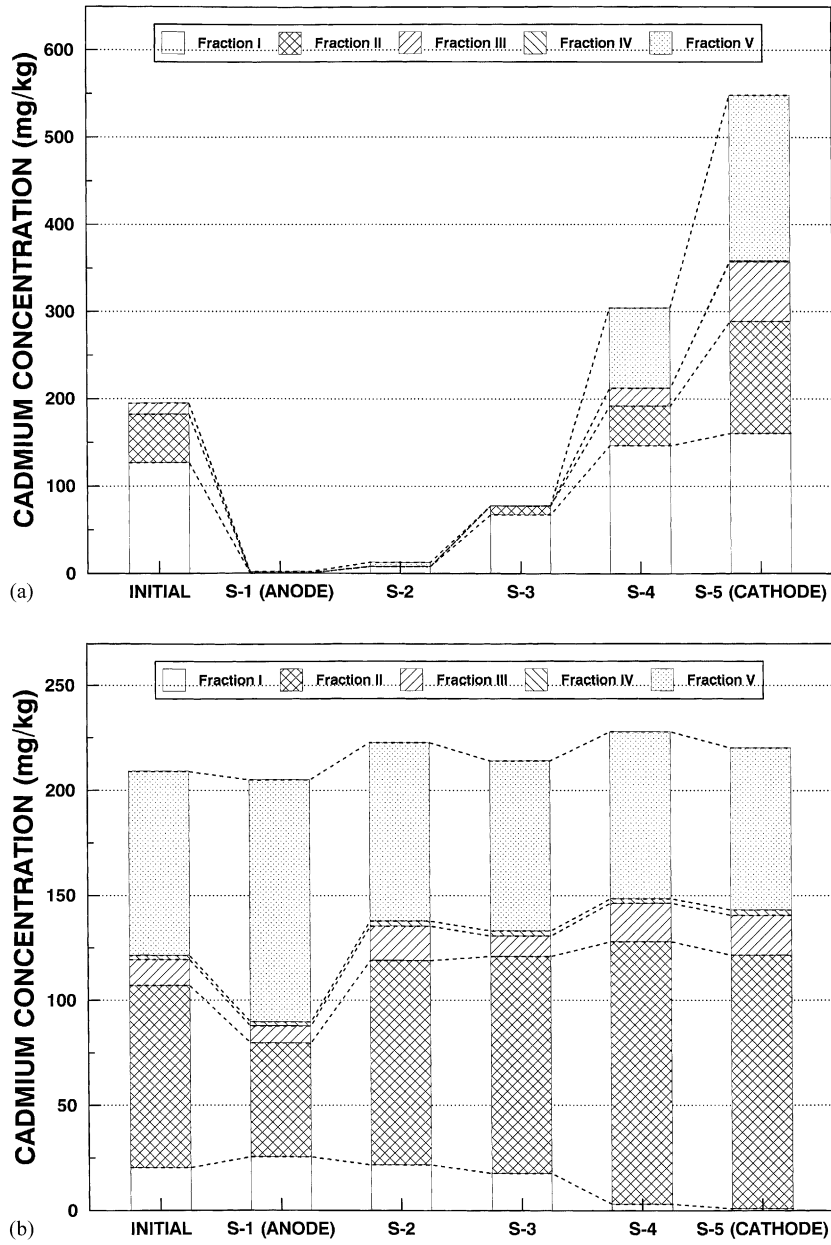 600
500
400
300
200
100
0
CADMIUM CONCENTRATION (mg/kg)
Fraction I Fraction II Fraction III Fraction IV Fraction V
(a)
INITIAL S-1 (ANODE) S-2 S-3 S-4 S-5 (CATHODE)
250
200
150
100
50
0
CADMIUM CONCENTRATION (mg/kg)
Fraction I Fraction II Fraction III Fraction IV Fraction V
(b)
INITIAL S-1 (ANODE) S-2 S-3 S-4 S-5 (CATHODE)